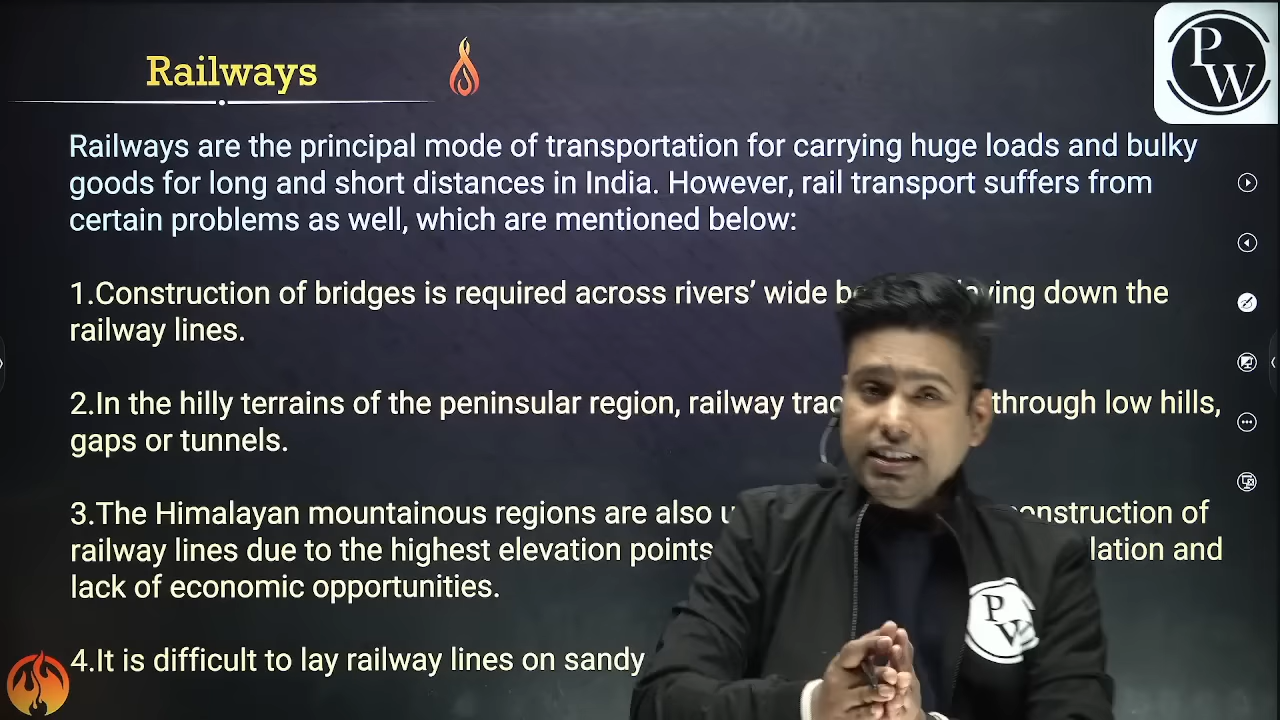 Railways
P
W
Railways are the principal mode of transportation for carrying huge loads and bulky
goods for long and short distances in India. However, rail transport suffers from
certain problems as well, which are mentioned below:
1.Construction of bridges is required across rivers’ wide down the
railway lines.
2.In the hilly terrains of the peninsular region, railway through low hills,
gaps or tunnels.
3.The Himalayan mountainous regions are also of
railway lines due to the highest elevation points and
lack of economic opportunities.
4.It is difficult to lay railway lines on sandy
P
W